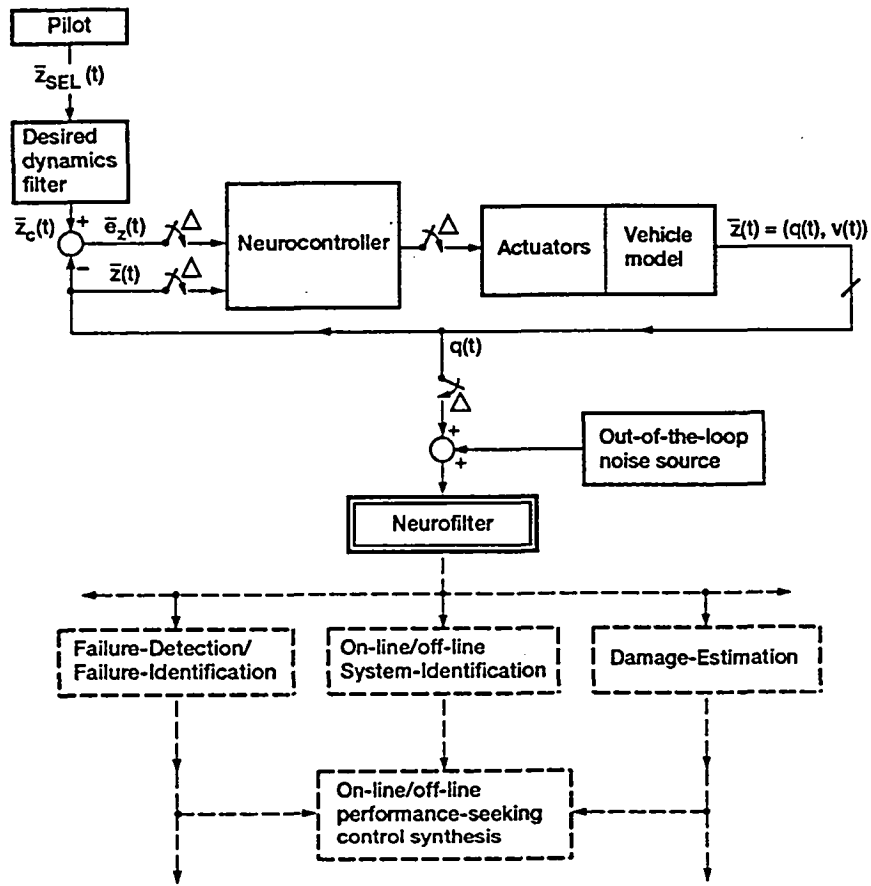 Pilot
z̄SEL (t)
Desired
dynamics
filter
z̄c(t)
+
ēz(t)
Δ
–
z̄(t)
Δ
Neurocontroller
Δ
Actuators
Vehicle
model
z̄(t) = (q(t), v(t))
q(t)
Δ
+
+
Out-of-the-loop
noise source
Neurofilter
Failure-Detection/
Failure-Identification
On-line/off-line
System-Identification
Damage-Estimation
On-line/off-line
performance-seeking
control synthesis